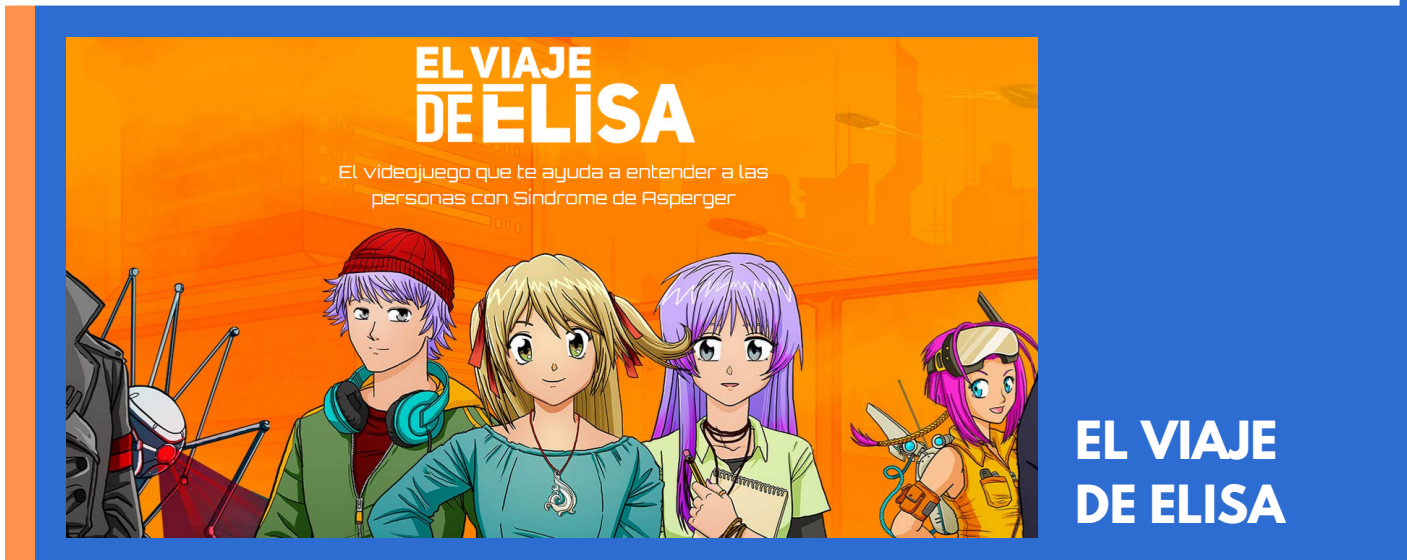 EL VIAJE
DE ELISA
El videojuego que te ayuda a entender a las
personas con Síndrome de Asperger
EL VIAJE
DE ELISA